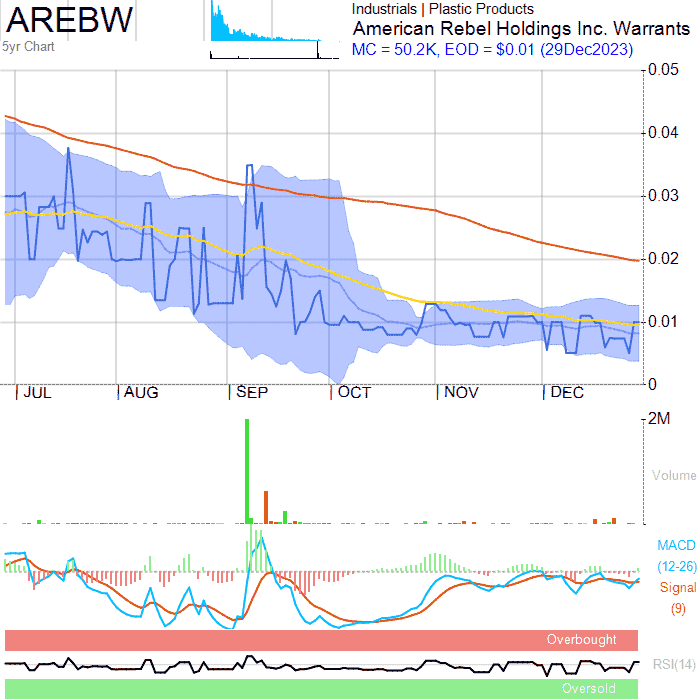 AREBW
5yr Chart
Industrials | Plastic Products
American Rebel Holdings Inc. Warrants
MC = 50.2K, EOD = $0.01 (29Dec2023)
0.05
0.04
0.03
0.02
0.01
0
JUL AUG SEP OCT NOV DEC
2M
Volume
MACD
(12-26)
Signal
(9)
Overbought
RSI(14)
Oversold